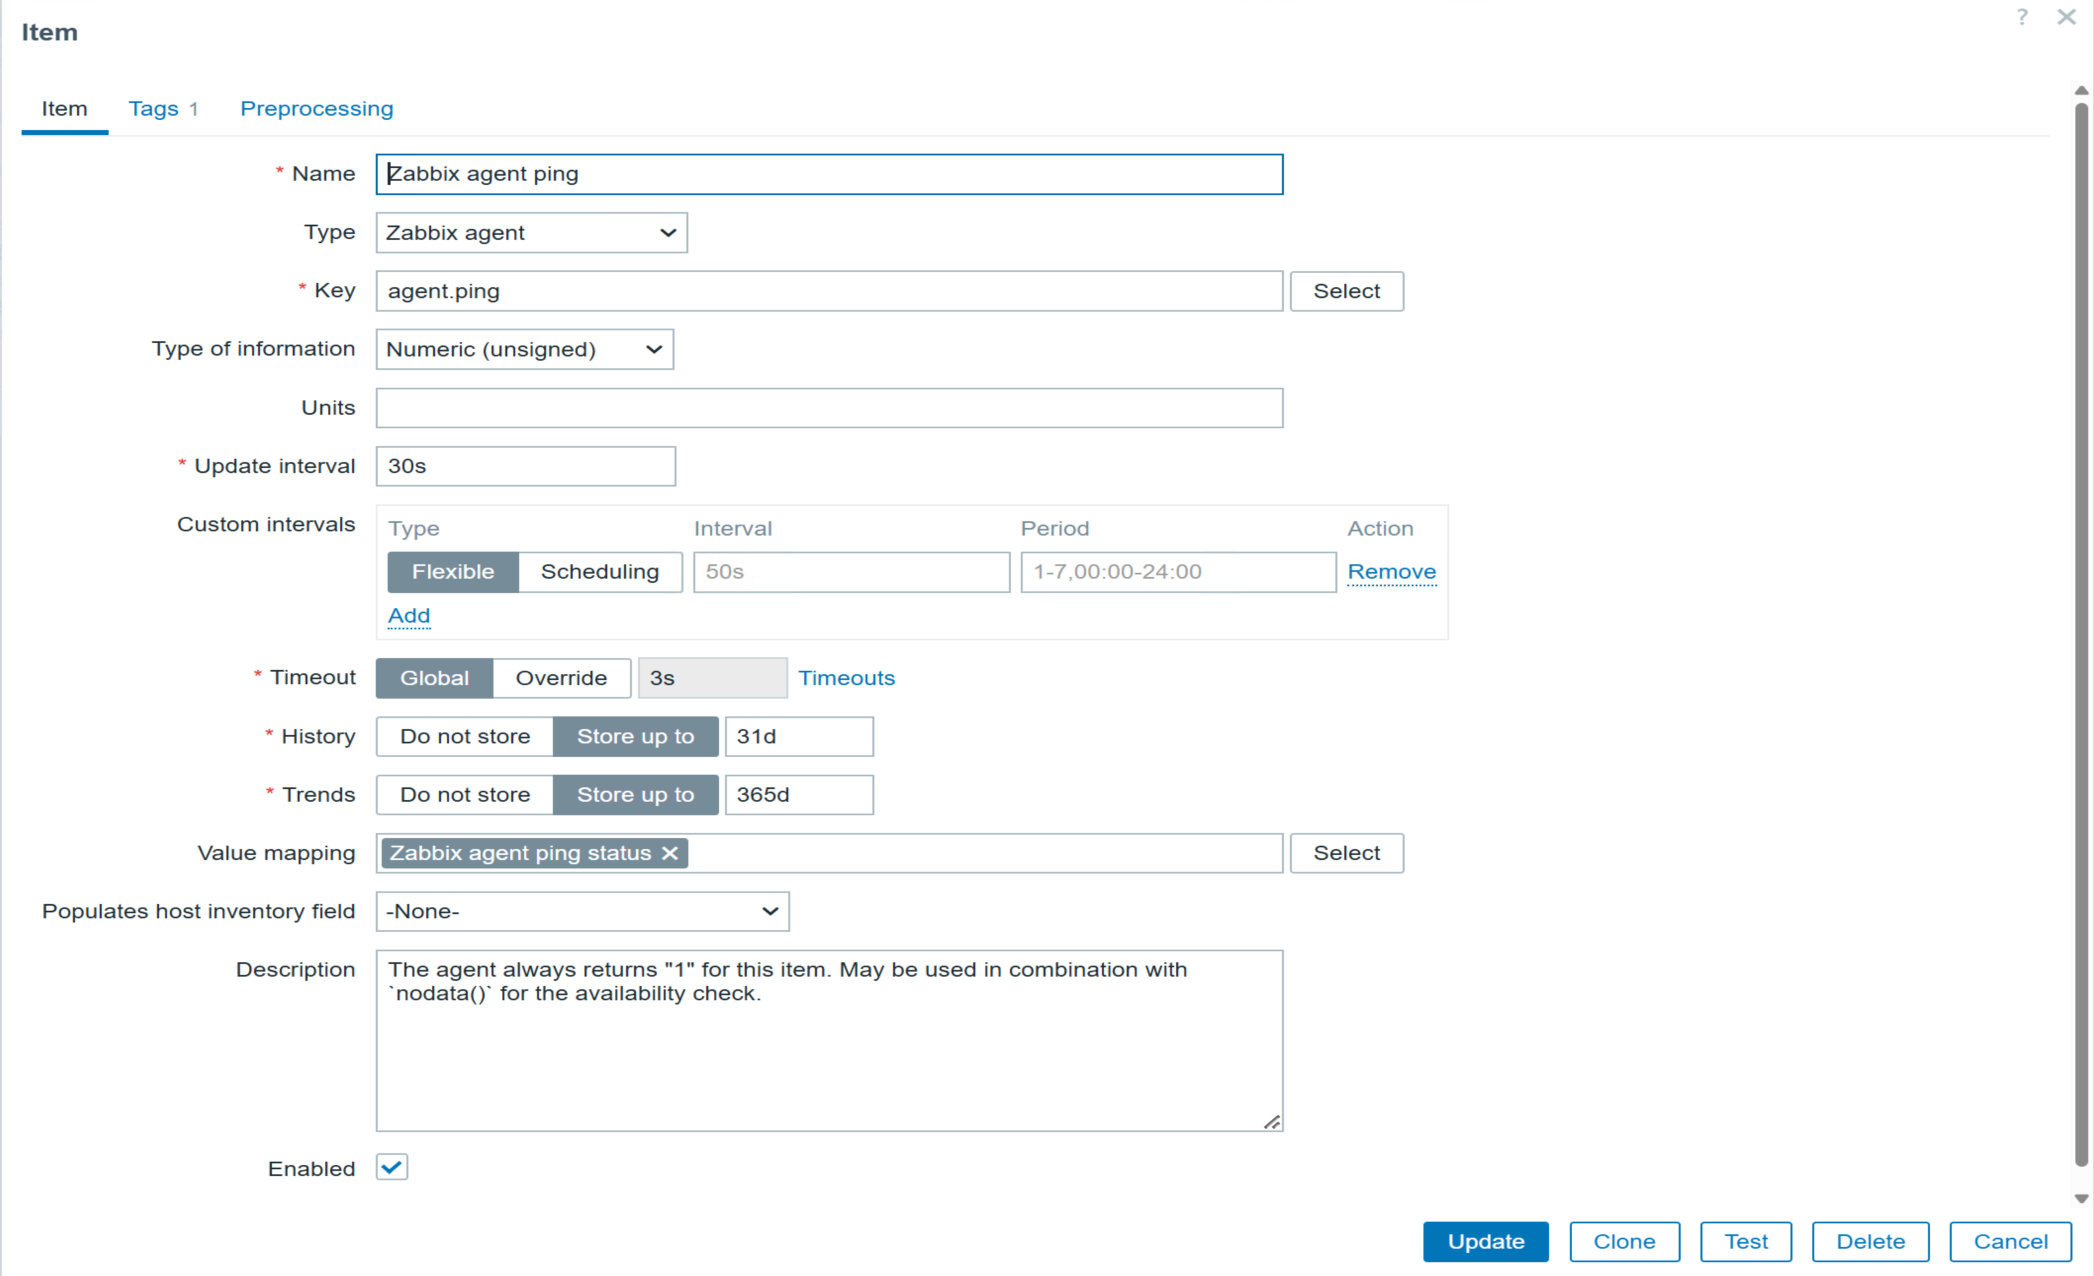 ?
Item
Item Tags 1 Preprocessing
* Name Zabbix agent ping
Type Zabbix agent
* Key agent.ping Select
Type of information Numeric (unsigned)
Units
* Update interval 30s
Custom intervals Type Interval Period Action
Flexible Scheduling 50s 1-7,00:00-24:00 Remove
Add
* Timeout Global Override 3s Timeouts
* History Do not store Store up to 31d
* Trends Do not store Store up to 365d
Value mapping Zabbix agent ping status Select
Populates host inventory field -None-
Description The agent always returns "1" for this item. May be used in combination with
`nodata()` for the availability check.
Enabled
Update Clone Test Delete Cancel